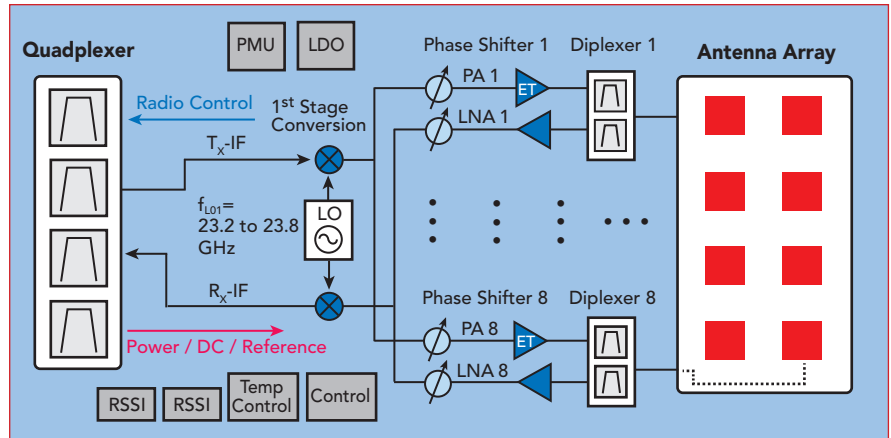 Quadplexer
PMU
LDO
Phase Shifter 1
Diplexer 1
Antenna Array
Radio Control
1st Stage
Conversion
PA 1
ET
LNA 1
TX-IF
fL01=
23.2 to 23.8
GHz
LO
RX-IF
Phase Shifter 8
Diplexer 8
PA 8
ET
LNA 8
Power / DC / Reference
RSSI
RSSI
Temp
Control
Control